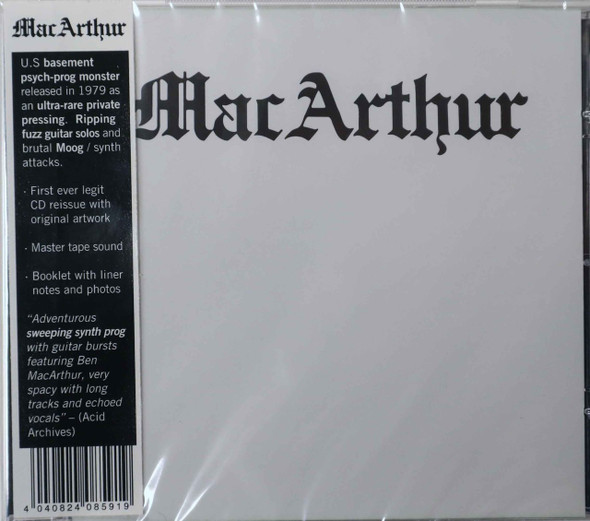 MacArthur
U.S basement
psych-prog monster
released in 1979 as
an ultra-rare private
pressing. Ripping
fuzz guitar solos and
brutal Moog / synth
attacks.
· First ever legit
CD reissue with
original artwork
· Master tape sound
· Booklet with liner
notes and photos
“Adventurous
sweeping synth prog
with guitar bursts
featuring Ben
MacArthur, very
spacy with long
tracks and echoed
vocals” – (Acid
Archives)
4 040824 085919
MacArthur